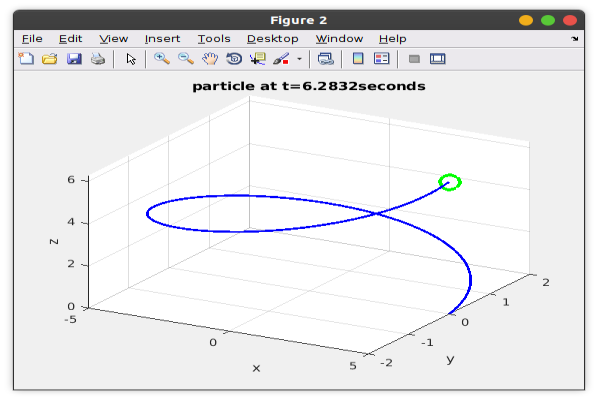 Figure 2
File Edit View Insert Tools Desktop Window Help
particle at t=6.2832seconds
6
4
2
0
z
-5
0
5
x
-2
-1
0
1
2
y